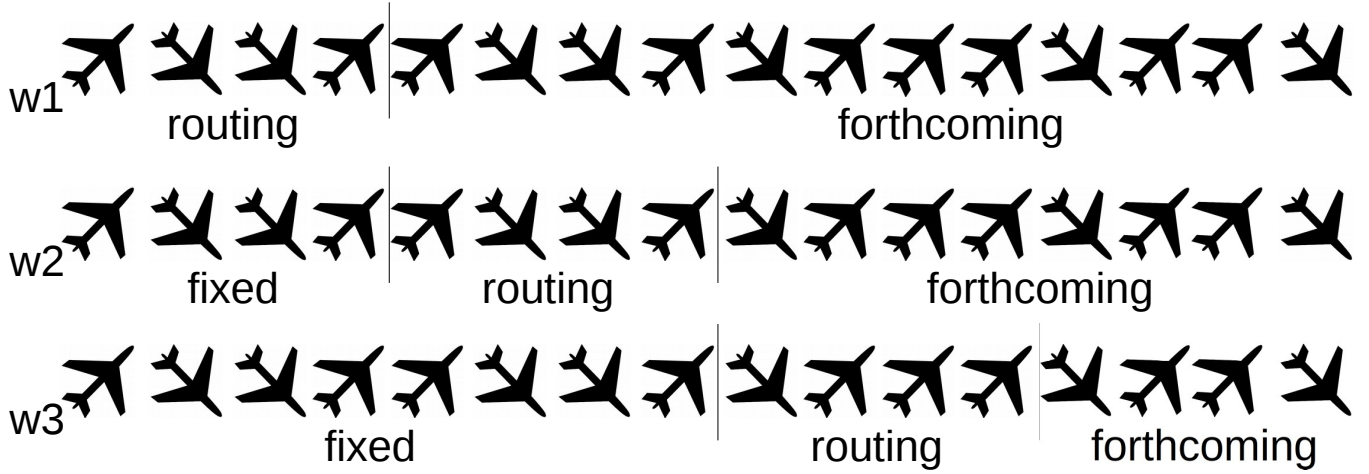 w1
routing forthcoming
w2
fixed routing forthcoming
w3
fixed routing forthcoming